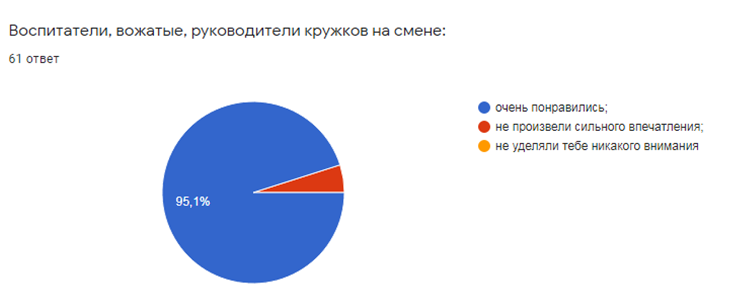 Воспитатели, вожатые, руководители кружков на смене:
61 ответ
очень понравились;
не произвели сильного впечатления;
не уделяли тебе никакого внимания
95,1%